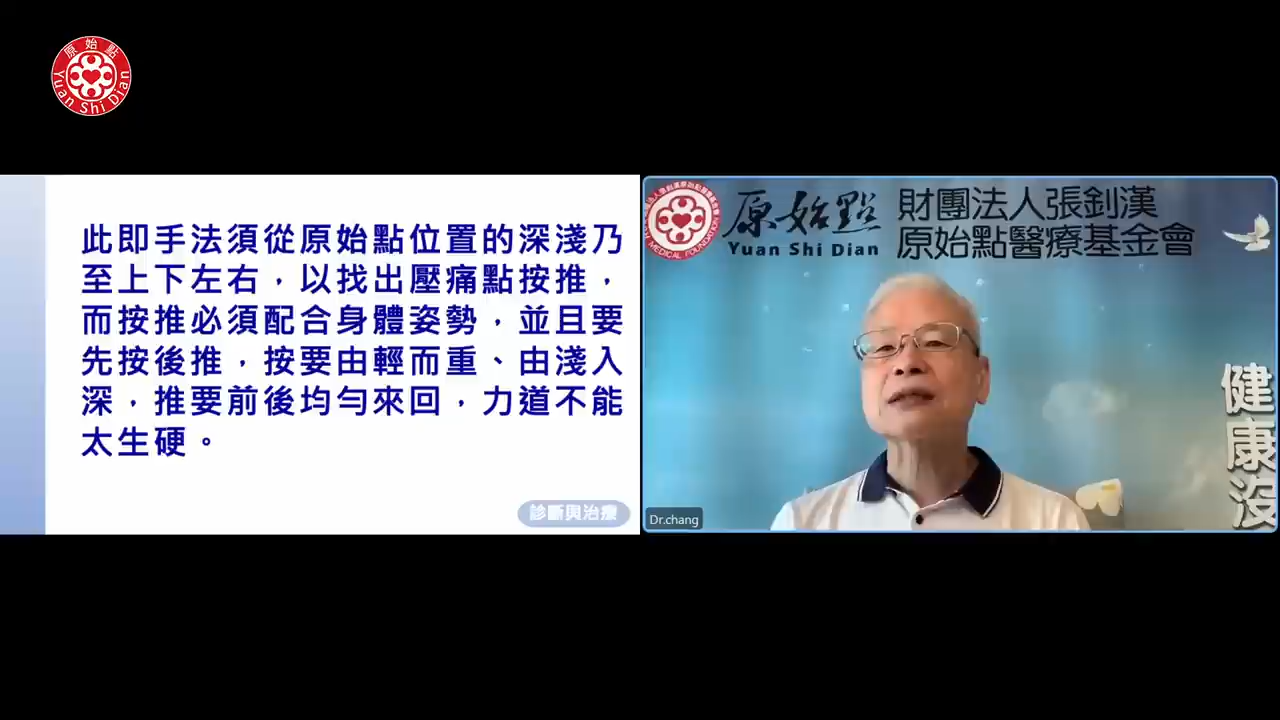 原始點
Yuan Shi Dian
此即手法須從原始點位置的深淺乃
至上下左右，以找出壓痛點按推，
而按推必須配合身體姿勢，並且要
先按後推，按要由輕而重、由淺入
深，推要前後均勻來回，力道不能
太生硬。
診斷與治療
原始點
Yuan Shi Dian
財團法人張釗漢
原始點醫療基金會
健康沒
Dr.chang